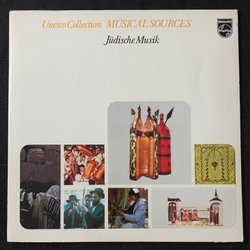 Unesco Collection MUSICAL SOURCES
PHILIPS
Jüdische Musik